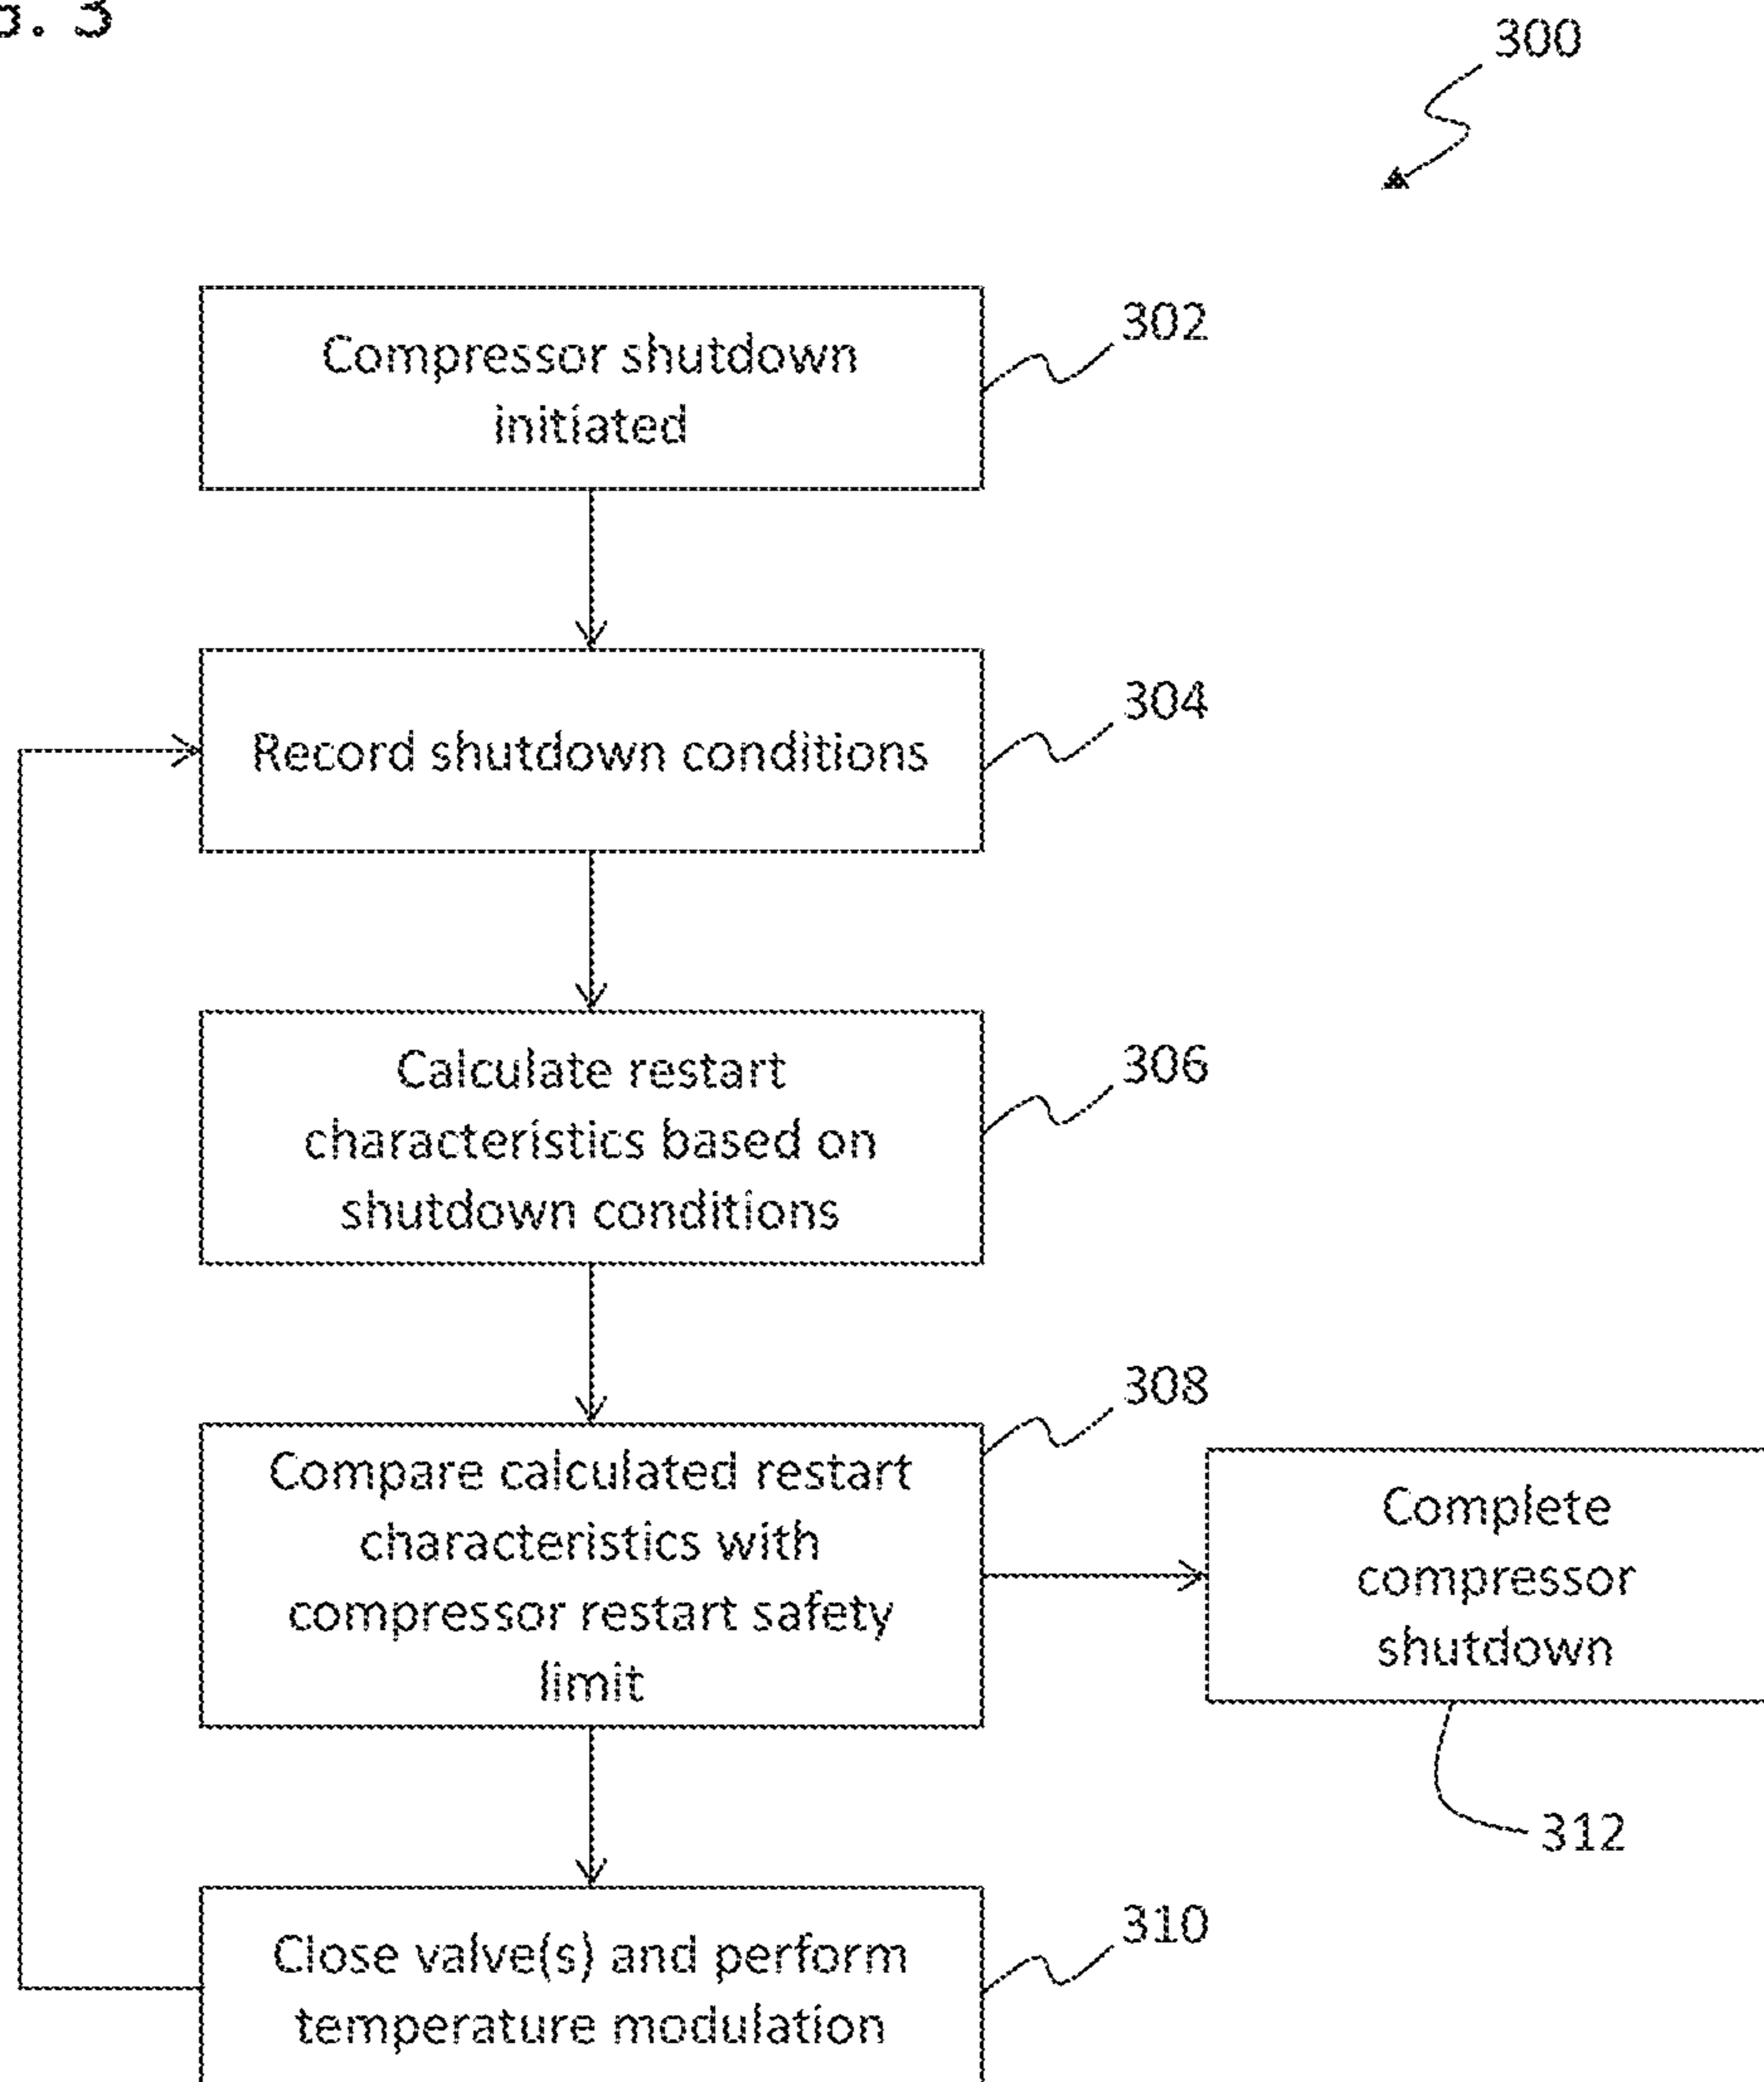 . 3
300
Compressor shutdown
initiated
302
Record shutdown conditions
304
Calculate restart
characteristics based on
shutdown conditions
306
Compare calculated restart
characteristics with
compressor restart safety
limit
308
Complete
compressor
shutdown
312
Close valve(s) and perform
temperature modulation
310